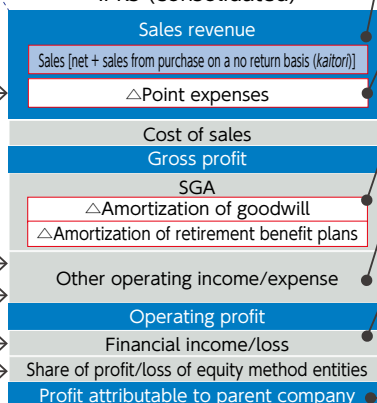 Sales revenue
Sales [net + sales from purchase on a no return basis (kaitori)]
△Point expenses
Cost of sales
Gross profit
SGA
△Amortization of goodwill
△Amortization of retirement benefit plans
Other operating income/expense
Operating profit
Financial income/loss
Share of profit/loss of equity method entities
Profit attributable to parent company